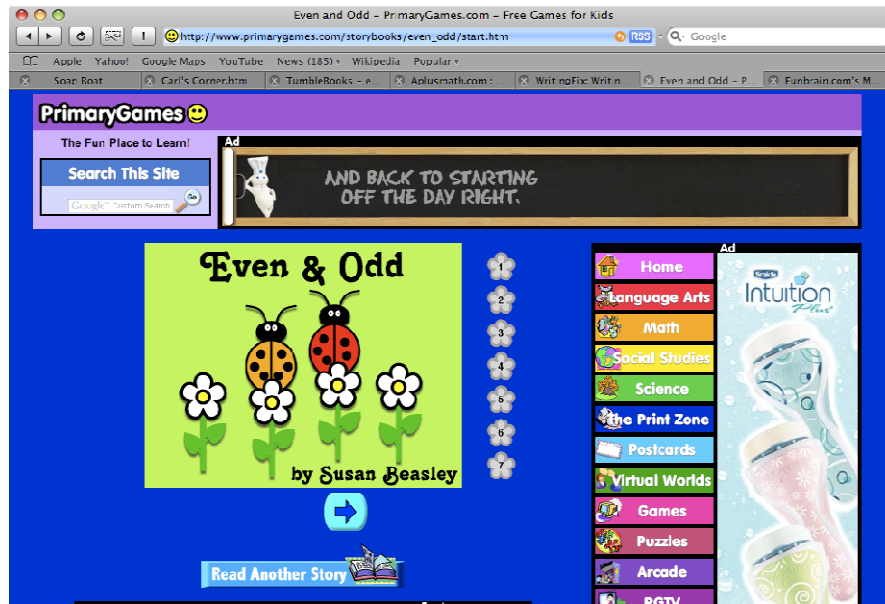 Even and Odd – PrimaryGames.com – Free Games for Kids
http://www.primarygames.com/storybooks/even_odd/start.htm
RSS
Q- Google
Apple Yahoo! Google Maps YouTube News (185) Wikipedia Popular
Soap Boat
Carl's Corner.htm
TumbleBooks – e...
Aplusmath.com : ...
WritingFix: Writin...
Even and Odd – P...
Funbrain.com's M...
PrimaryGames
The Fun Place to Learn!
Search This Site
Google™ Custom Search
Go
Ad
AND BACK TO STARTING
OFF THE DAY RIGHT.
Even & Odd
by Susan Beasley
1
2
3
4
5
6
7
Read Another Story
Home
Language Arts
Math
Social Studies
Science
the Print Zone
Postcards
Virtual Worlds
Games
Puzzles
Arcade
PGTV
Ad
Schick
Intuition
Plus